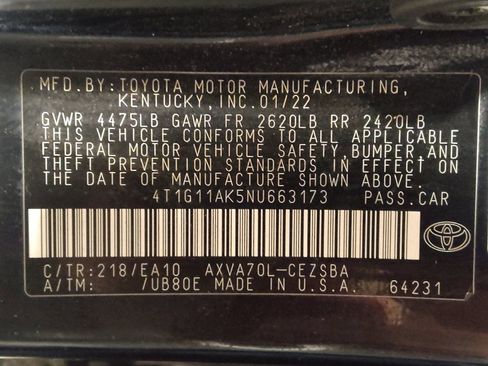 MFD.BY:TOYOTA MOTOR MANUFACTURING,
KENTUCKY,INC.01/22
GVWR 4475LB GAWR FR 2620LB RR 2420LB
THIS VEHICLE CONFORMS TO ALL APPLICABLE
FEDERAL MOTOR VEHICLE SAFETY,BUMPER,AND
THEFT PREVENTION STANDARDS IN EFFECT ON
THE DATE OF MANUFACTURE SHOWN ABOVE.
4T1G11AK5NU663173 PASS.CAR
C/TR:218/EA10 AXVA70L-CEZSBA
A/TM: 7UB80E MADE IN U.S.A. 64231